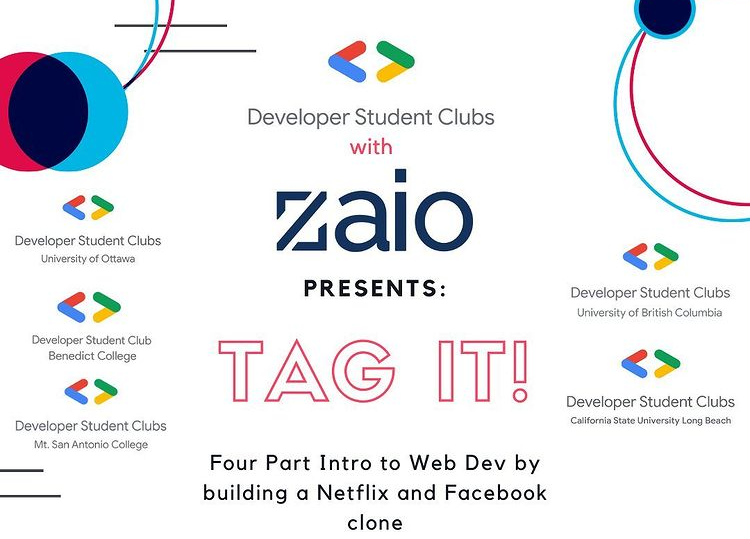 Developer Student Clubs
with
zaio
PRESENTS:
TAG IT!
Four Part Intro to Web Dev by
building a Netflix and Facebook
clone
Developer Student Clubs
University of Ottawa
Developer Student Club
Benedict College
Developer Student Clubs
Mt. San Antonio College
Developer Student Clubs
University of British Columbia
Developer Student Clubs
California State University Long Beach